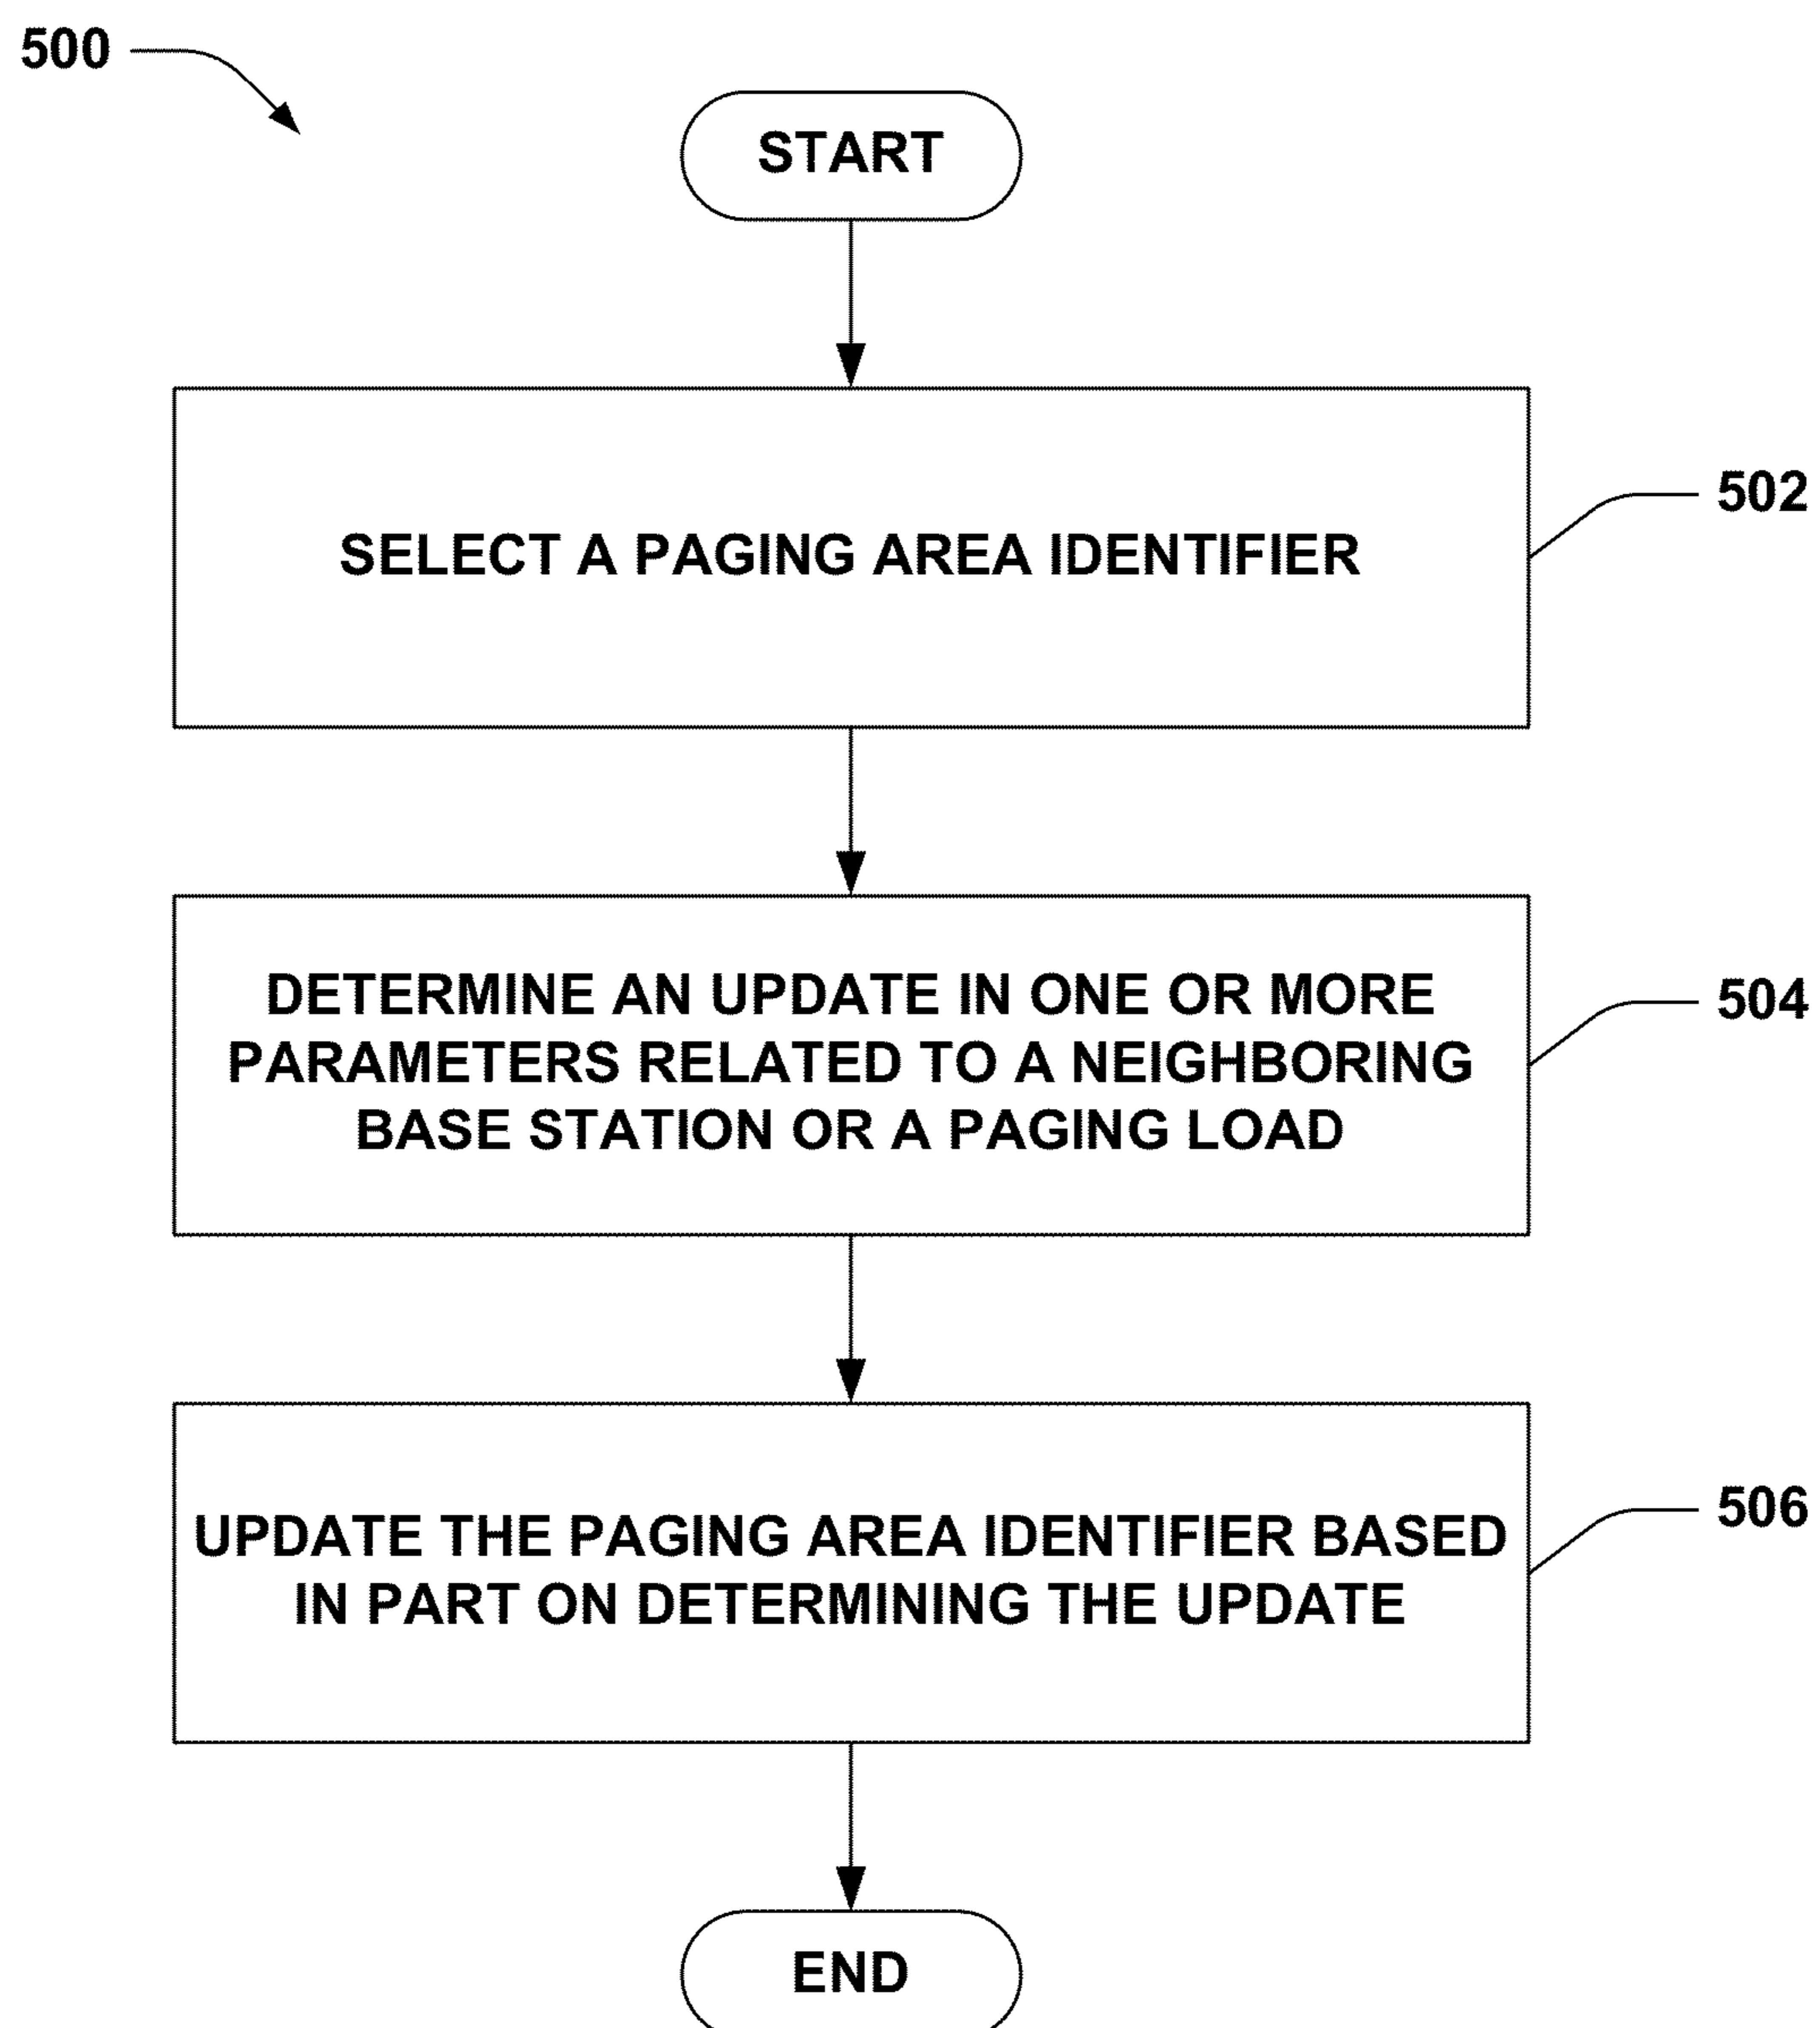 500
START
SELECT A PAGING AREA IDENTIFIER
502
DETERMINE AN UPDATE IN ONE OR MORE
PARAMETERS RELATED TO A NEIGHBORING
BASE STATION OR A PAGING LOAD
504
UPDATE THE PAGING AREA IDENTIFIER BASED
IN PART ON DETERMINING THE UPDATE
506
END